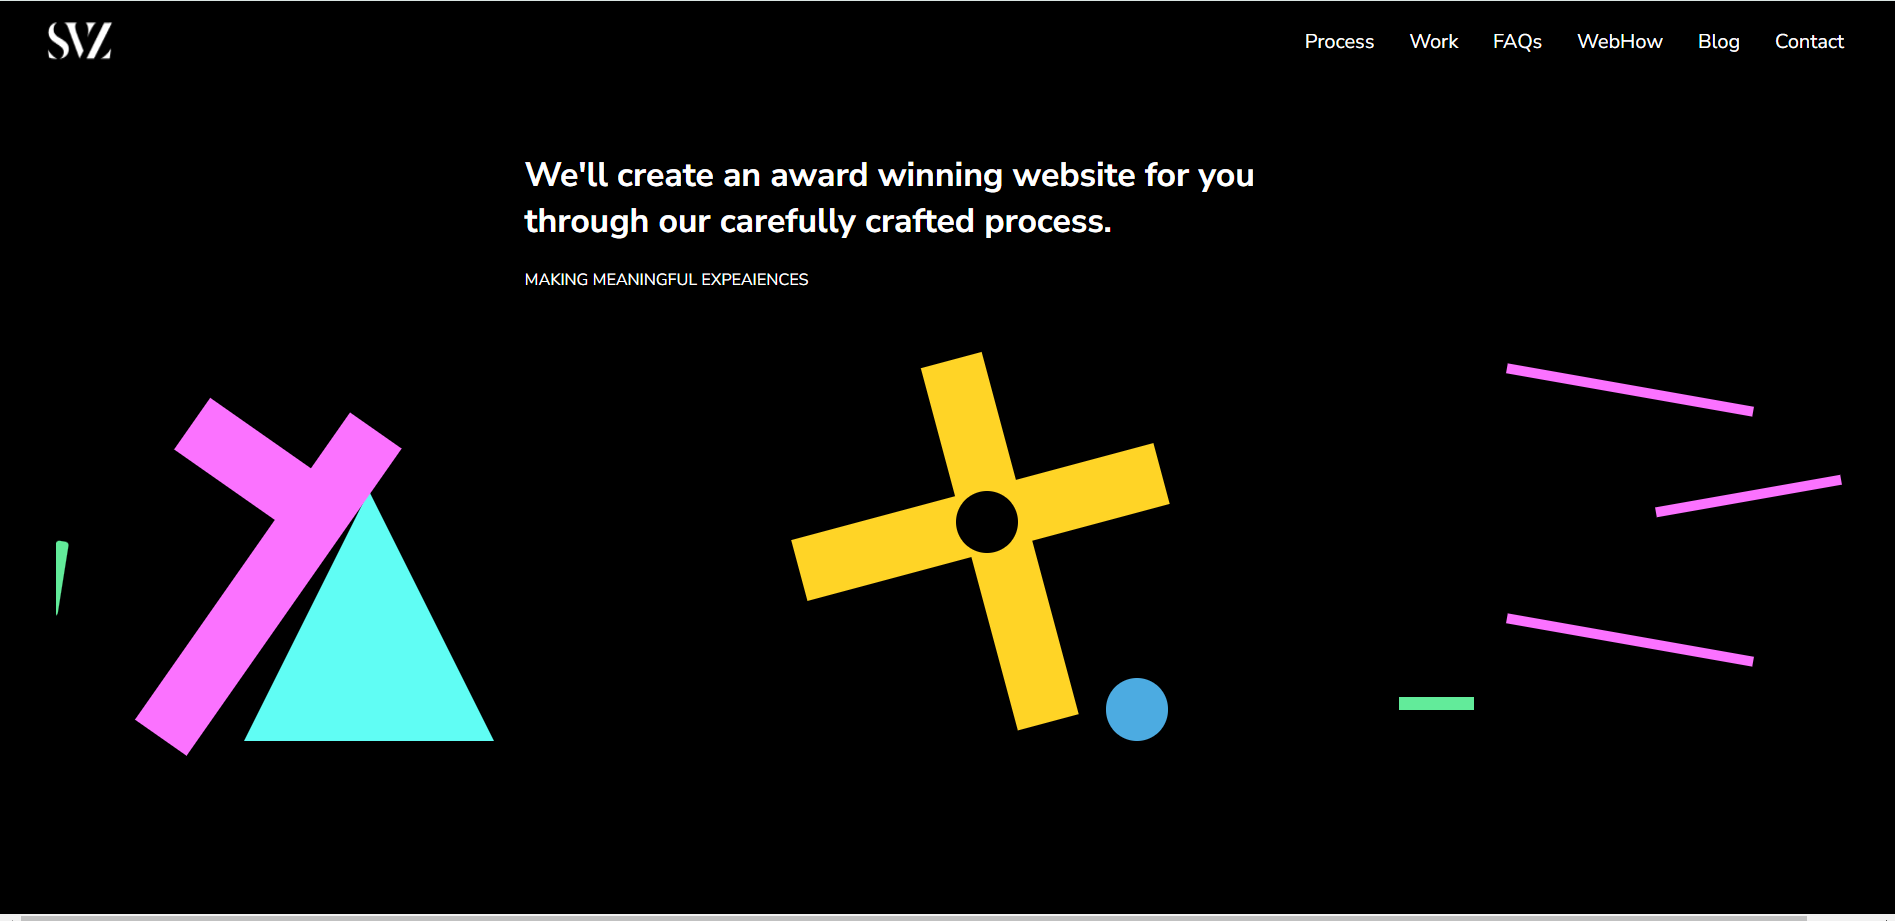 SVZ
Process Work FAQs WebHow Blog Contact
We'll create an award winning website for you
through our carefully crafted process.
MAKING MEANINGFUL EXPEAIENCES